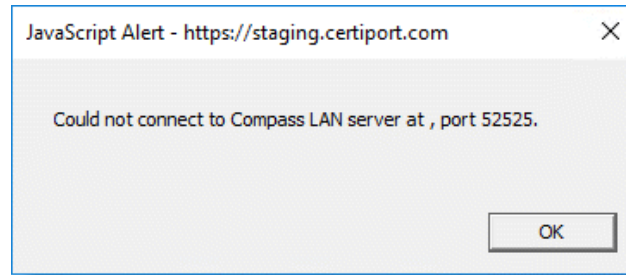 JavaScript Alert - https://staging.certiport.com
Could not connect to Compass LAN server at , port 52525.
OK